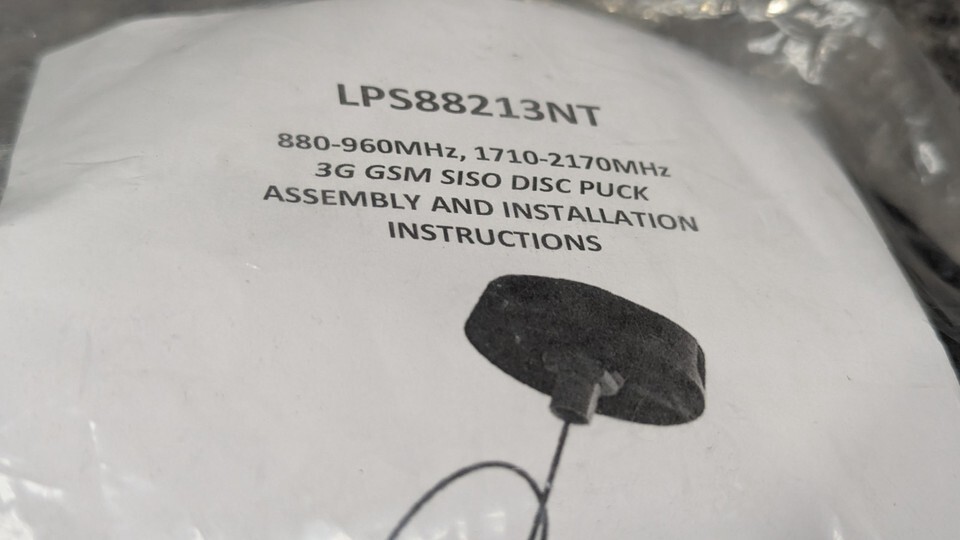 LPS88213NT
880-960MHz, 1710-2170MHz
3G GSM SISO DISC PUCK
ASSEMBLY AND INSTALLATION
INSTRUCTIONS